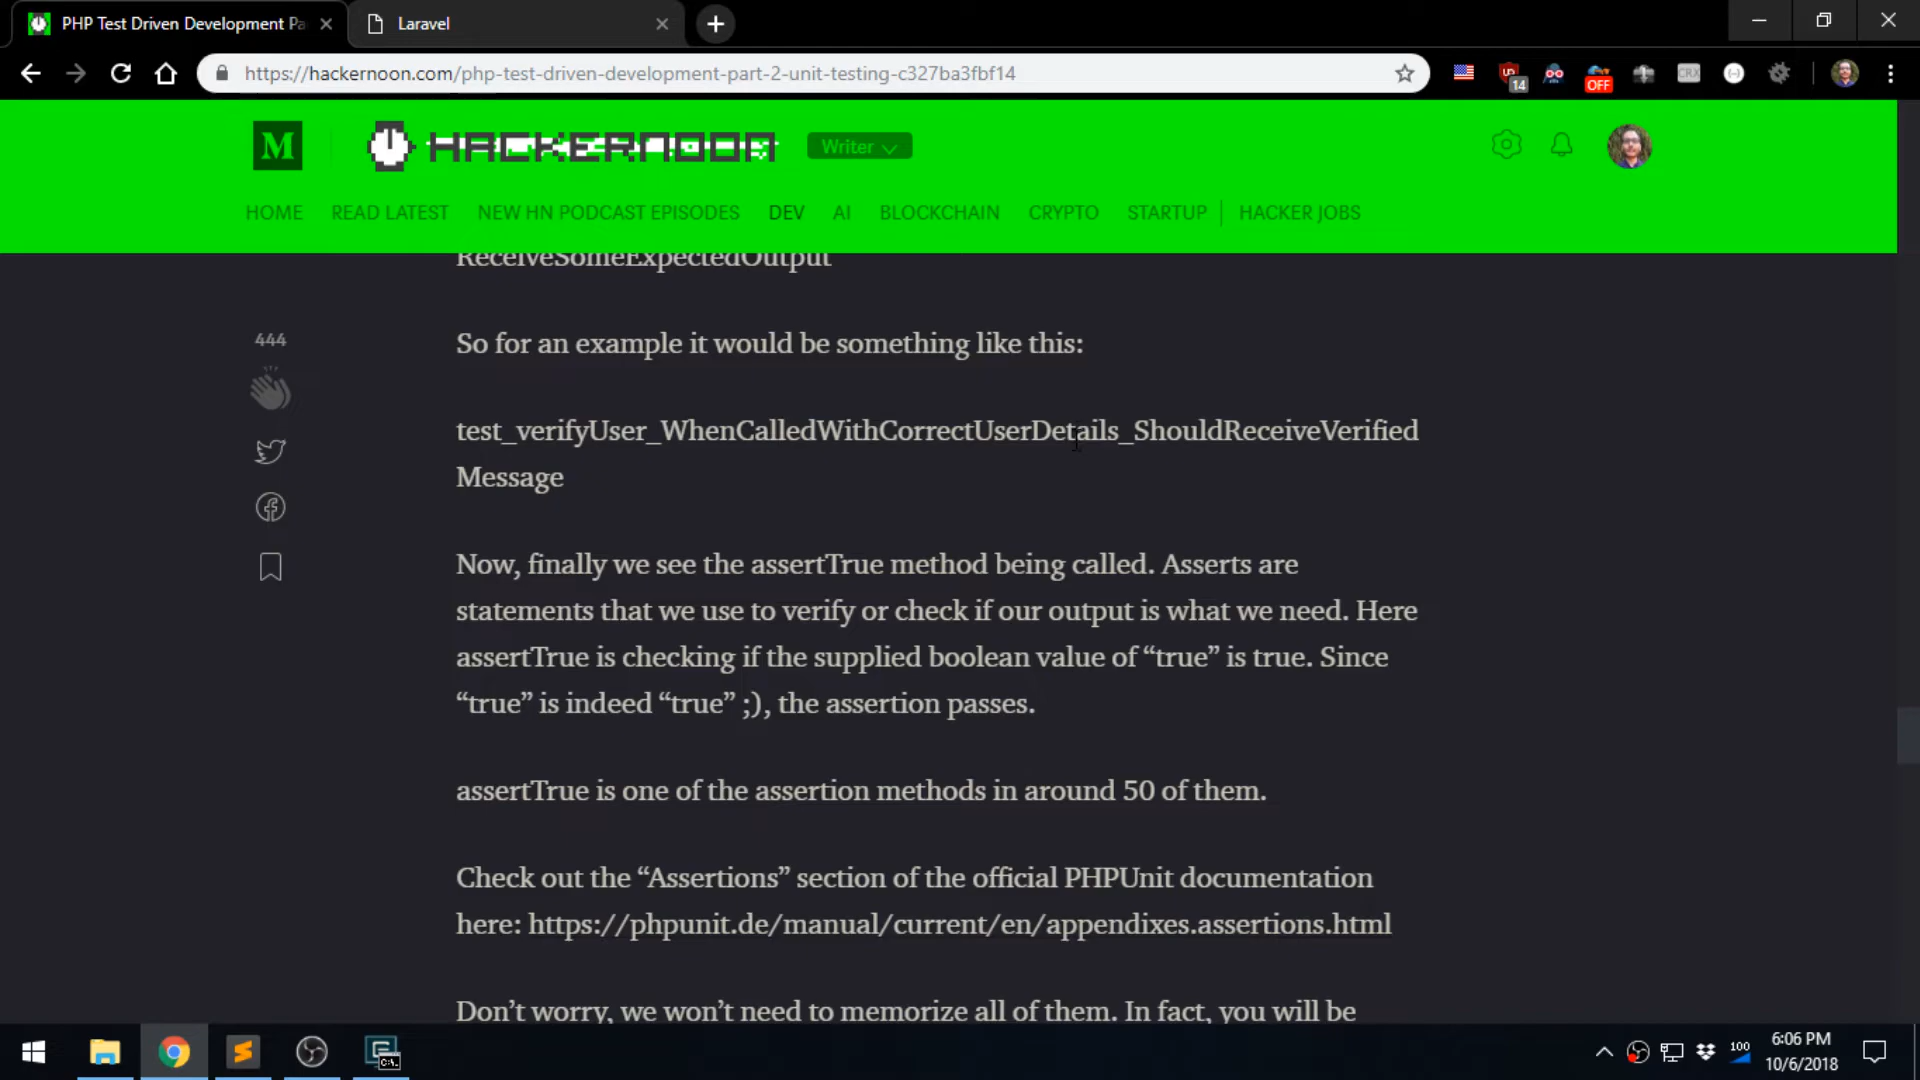 PHP Test Driven Development Pa
Laravel
https://hackernoon.com/php-test-driven-development-part-2-unit-testing-c327ba3fbf14
14
OFF
CRX
M
HACKERNOON
Writer
HOME READ LATEST NEW HN PODCAST EPISODES DEV AI BLOCKCHAIN CRYPTO STARTUP HACKER JOBS
ReceiveSomeExpectedOutput
444
So for an example it would be something like this:
test_verifyUser_WhenCalledWithCorrectUserDetails_ShouldReceiveVerified
Message
Now, finally we see the assertTrue method being called. Asserts are
statements that we use to verify or check if our output is what we need. Here
assertTrue is checking if the supplied boolean value of “true” is true. Since
“true” is indeed “true” ;), the assertion passes.
assertTrue is one of the assertion methods in around 50 of them.
Check out the “Assertions” section of the official PHPUnit documentation
here: https://phpunit.de/manual/current/en/appendixes.assertions.html
Don’t worry, we won’t need to memorize all of them. In fact, you will be
C:\.
100
6:06 PM
10/6/2018